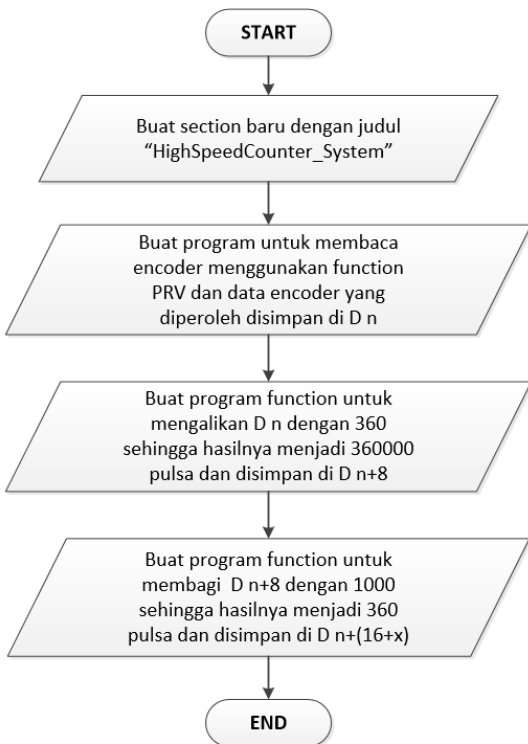 START
Buat section baru dengan judul
“HighSpeedCounter_System”
Buat program untuk membaca
encoder menggunakan function
PRV dan data encoder yang
diperoleh disimpan di D n
Buat program function untuk
mengalikan D n dengan 360
sehingga hasilnya menjadi 360000
pulsa dan disimpan di D n+8
Buat program function untuk
membagi  D n+8 dengan 1000
sehingga hasilnya menjadi 360
pulsa dan disimpan di D n+(16+x)
END